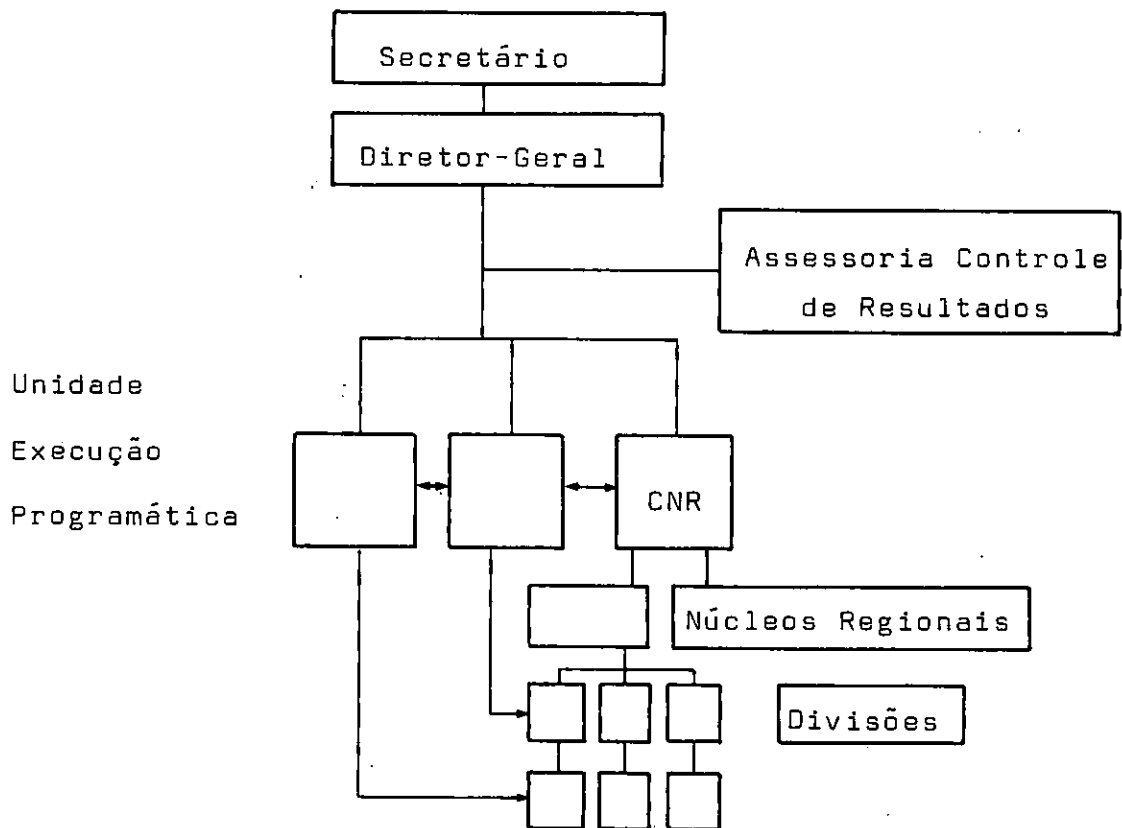 Secretário
Diretor-Geral
Assessoria Controle
de Resultados
Unidade
Execução
Programática
CNR
Núcleos Regionais
Divisões